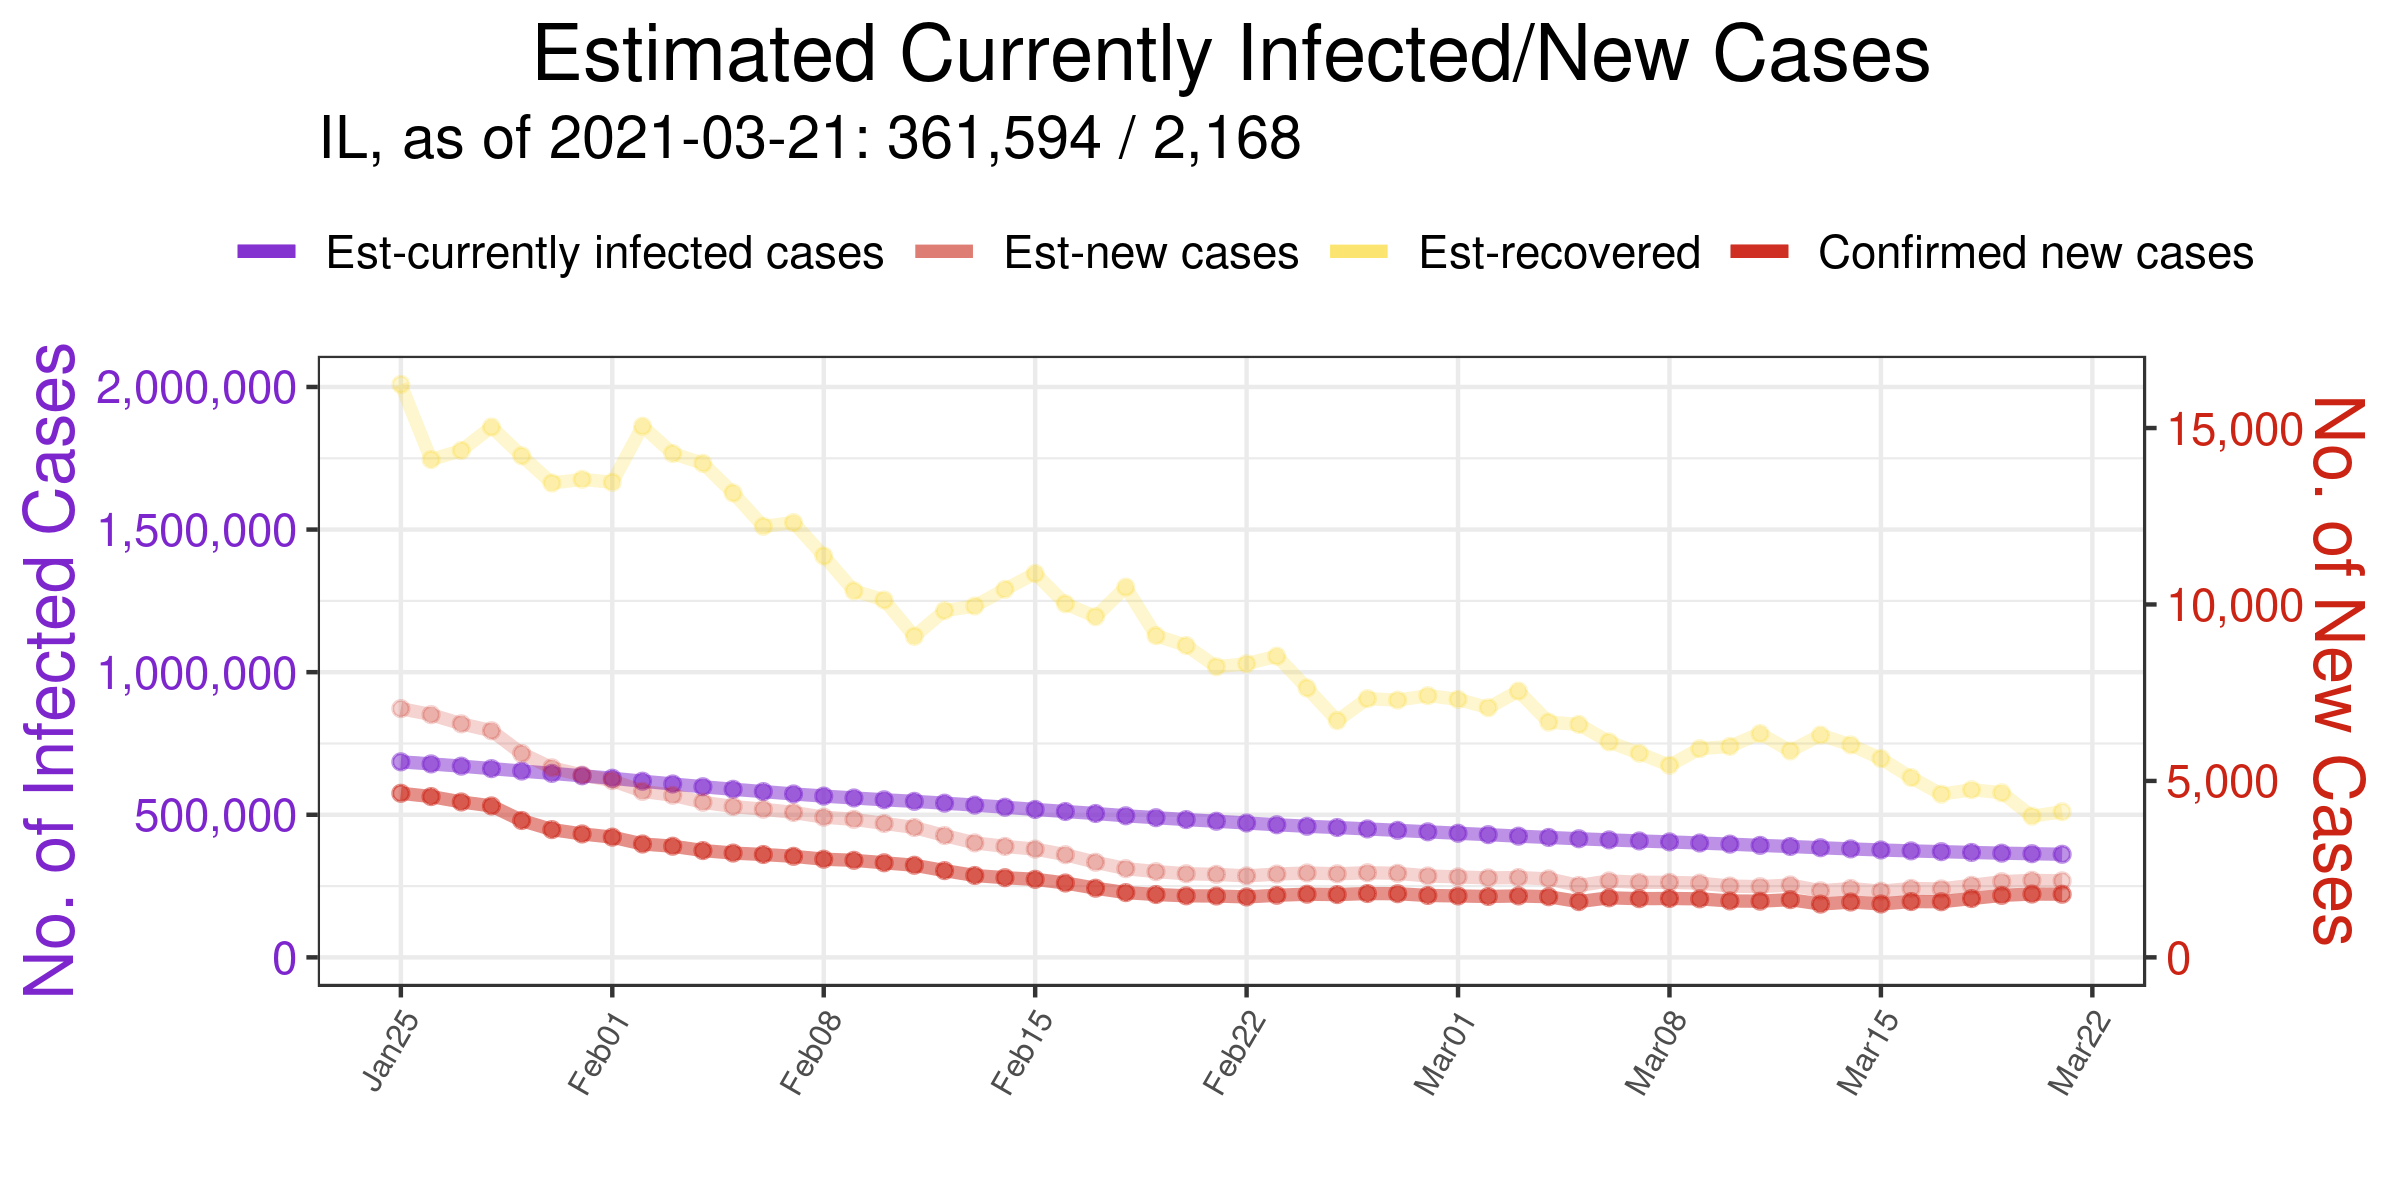 Estimated Currently Infected/New Cases
IL, as of 2021-03-21: 361,594 / 2,168
Est-currently infected cases Est-new cases Est-recovered Confirmed new cases
No. of Infected Cases
2,000,000
1,500,000
1,000,000
500,000
0
15,000
10,000
5,000
0
No. of New Cases
Jan25 Feb01 Feb08 Feb15 Feb22 Mar01 Mar08 Mar15 Mar22